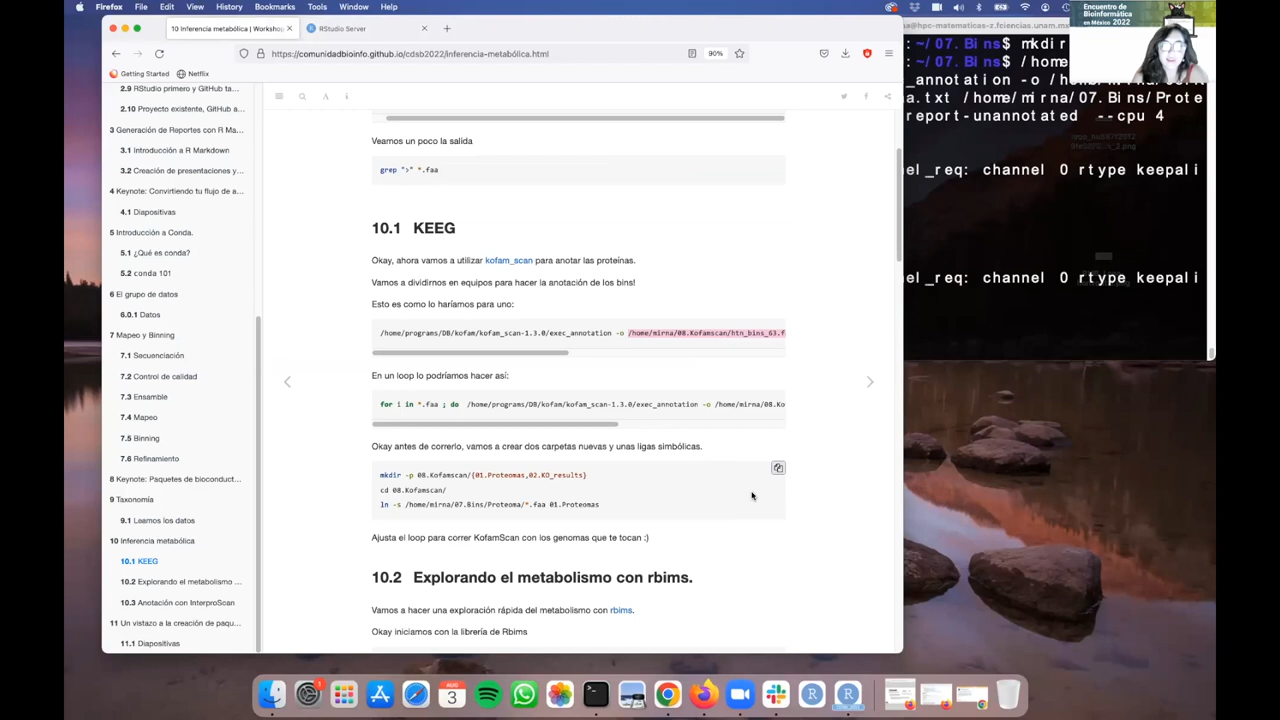 Firefox File Edit View History Bookmarks Tools Window Help
10 Inferencia metabólica | Worksho
RStudio Server
https://comunidadbioinfo.github.io/cdsb2022/inferencia-metabólica.html
90%
Getting Started
Netflix
2.9 RStudio primero y GitHub ta...
2.10 Proyecto existente, GitHub a...
3 Generación de Reportes con R Ma...
3.1 Introducción a R Markdown
3.2 Creación de presentaciones y...
4 Keynote: Convirtiendo tu flujo de a...
4.1 Diapositivas
5 Introducción a Conda.
5.1 ¿Qué es conda?
5.2 conda 101
6 El grupo de datos
6.0.1 Datos
7 Mapeo y Binning
7.1 Secuenciación
7.2 Control de calidad
7.3 Ensamble
7.4 Mapeo
7.5 Binning
7.6 Refinamiento
8 Keynote: Paquetes de bioconduct...
9 Taxonomía
9.1 Leamos los datos
10 Inferencia metabólica
10.1 KEEG
10.2 Explorando el metabolismo ...
10.3 Anotación con InterproScan
11 Un vistazo a la creación de paqu...
11.1 Diapositivas
Veamos un poco la salida
grep ">" *.faa
10.1 KEEG
Okay, ahora vamos a utilizar kofam_scan para anotar las proteínas.
Vamos a dividirnos en equipos para hacer la anotación de los bins!
Esto es como lo haríamos para uno:
/home/programs/DB/kofam/kofam_scan-1.3.0/exec_annotation -o /home/mirna/08.Kofamscan/htn_bins_63.f
En un loop lo podríamos hacer así:
for i in *.faa ; do /home/programs/DB/kofam/kofam_scan-1.3.0/exec_annotation -o /home/mirna/08.Ko
Okay antes de correrlo, vamos a crear dos carpetas nuevas y unas ligas simbólicas.
mkdir -p 08.Kofamscan/{01.Proteomas,02.KO_results}
cd 08.Kofamscan/
ln -s /home/mirna/07.Bins/Proteoma/*.faa 01.Proteomas
Ajusta el loop para correr KofamScan con los genomas que te tocan :)
10.2 Explorando el metabolismo con rbims.
Vamos a hacer una exploración rápida del metabolismo con rbims.
Okay iniciamos con la librería de Rbims
@hpc-matematicas-z.fciencias.unam.mx
: ~/07.Bins$ mkdir
: ~/07.Bins$ /home
_annotation -o /home/mirna/
a.txt /home/mirna/07.Bins/Prote
report-unannotated --cpu 4
el_req: channel 0 rtype keepali
el_req: channel 0 rtype keepali
Encuentro de
Bioinformática
en México 2022
AUG
3
1